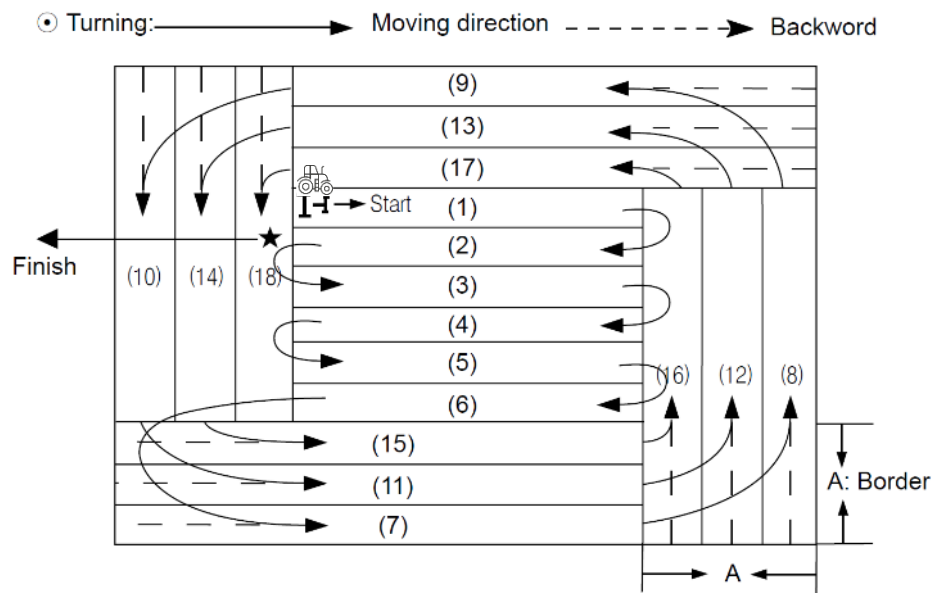 Turning: Moving direction Backword
(9)
(13)
(17)
Start
(1)
(2)
Finish
(10) (14) (18) (3)
(4)
(5)
(16) (12) (8)
(6)
(15)
(11)
A: Border
(7)
A